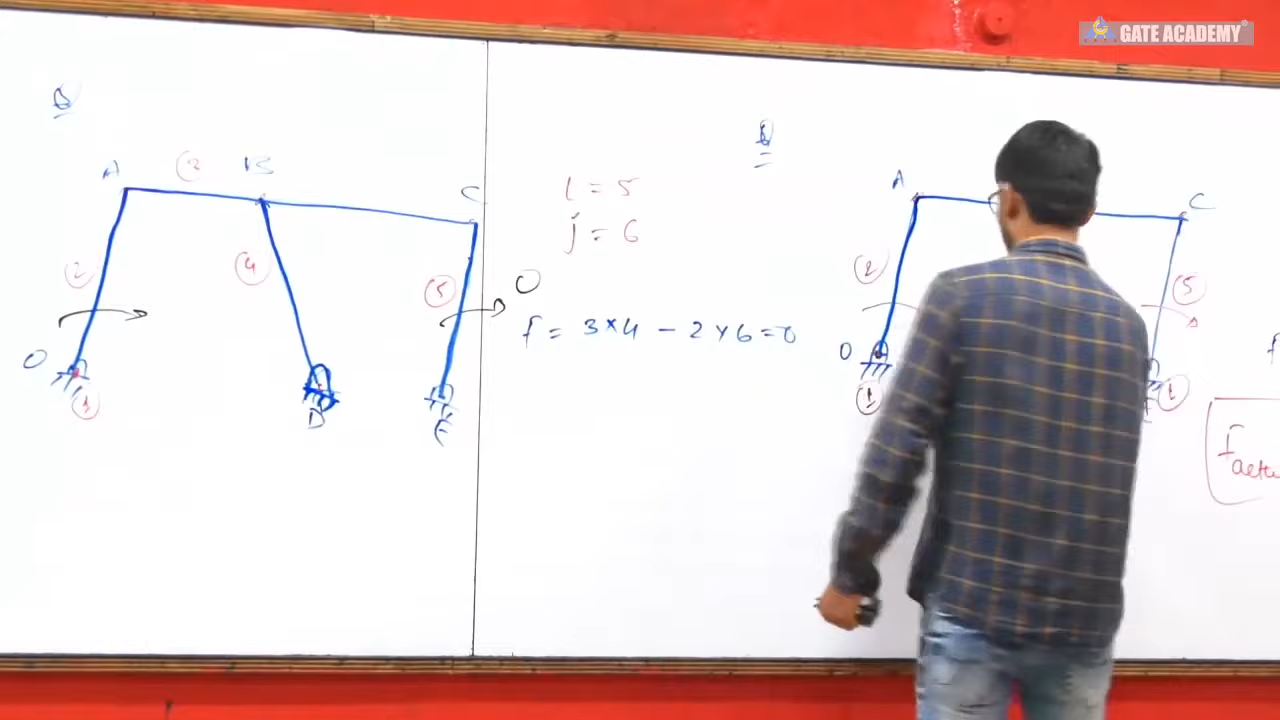 GATE ACADEMY
Q
A
3
B
C
2
4
5
O
1
D
E
l = 5
j = 6
f = 3×4 - 2×6 = 0
Q
A
C
2
5
O
1
1
f